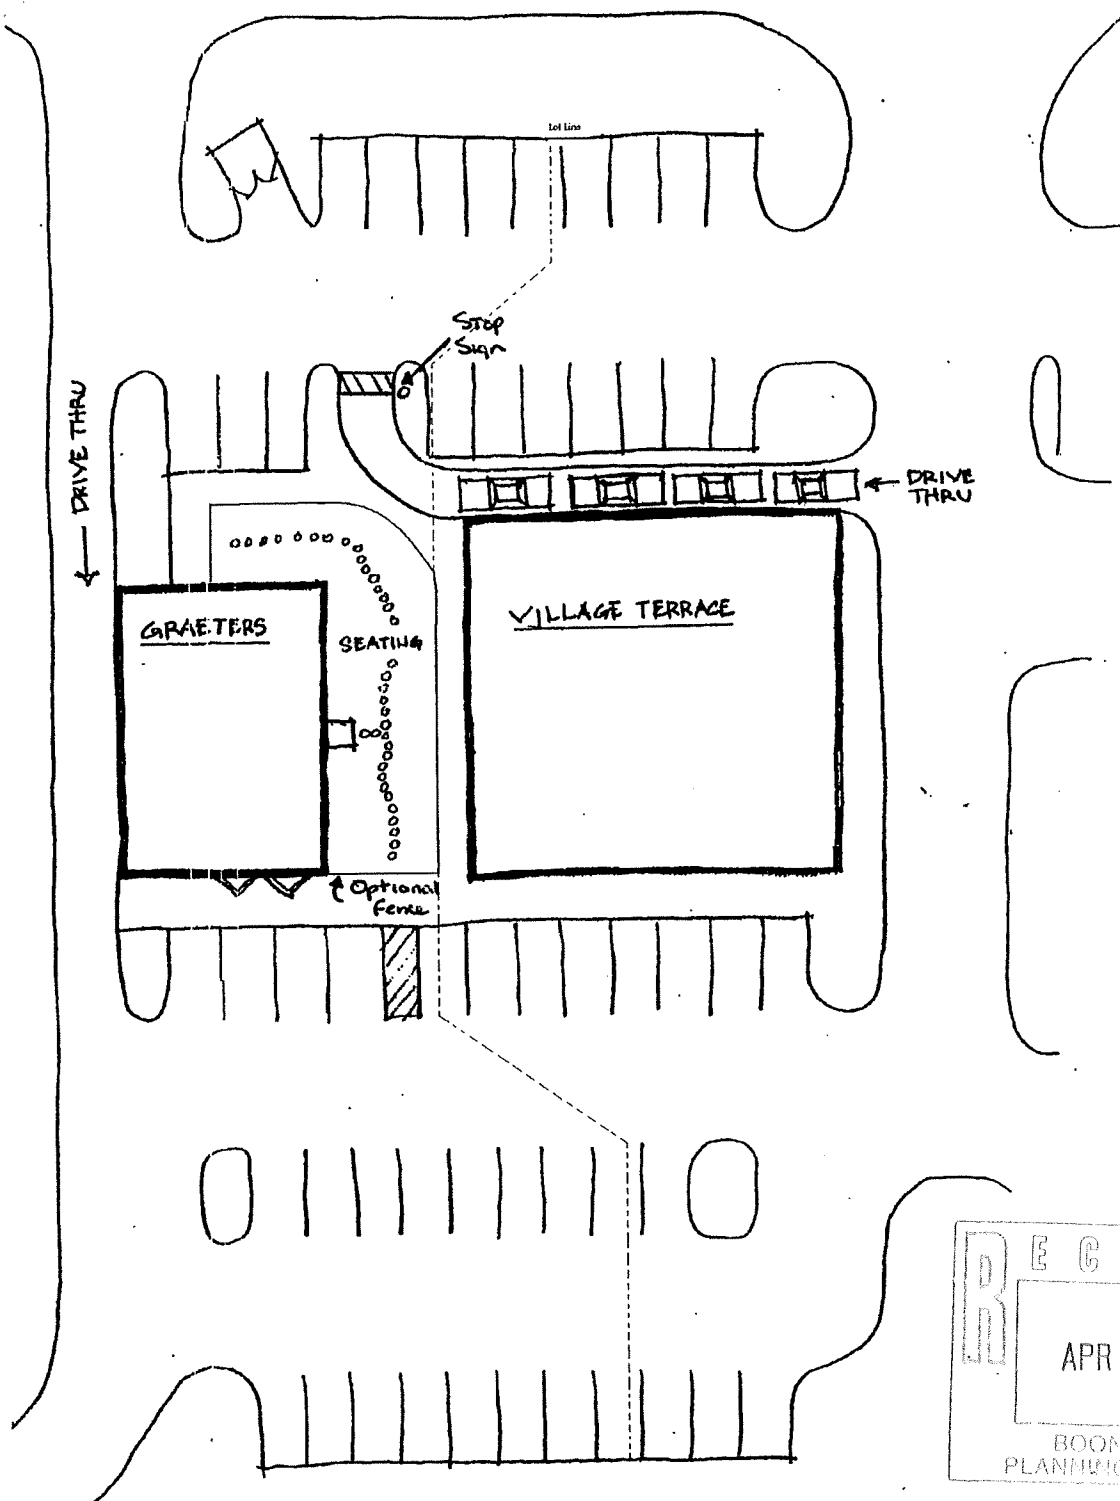 Lot Line
Stop
Sign
DRIVE THRU
DRIVE
THRU
GRAETERS
VILLAGE TERRACE
SEATING
Optional
Fence
R E C
APR
BOON
PLANNING